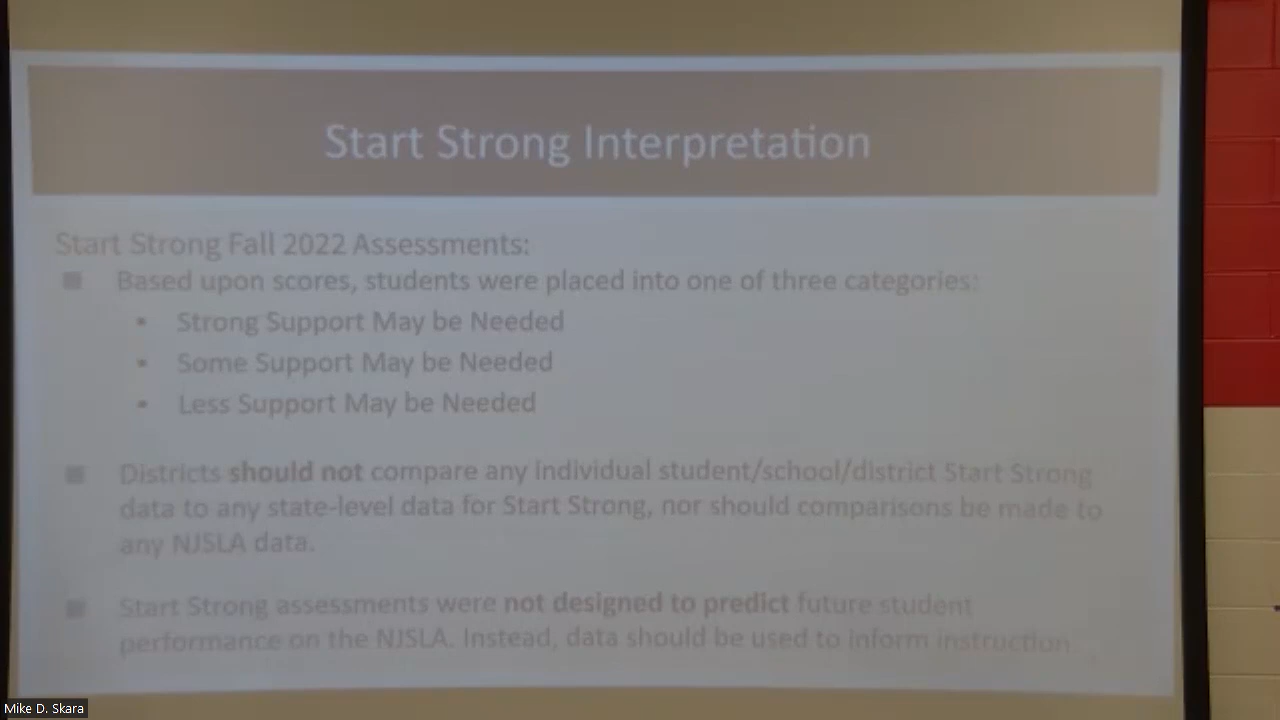 Start Strong Interpretation
Start Strong Fall 2022 Assessments:
■ Based upon scores, students were placed into one of three categories:
• Strong Support May be Needed
• Some Support May be Needed
• Less Support May be Needed
■ Districts should not compare any individual student/school/district Start Strong
data to any state-level data for Start Strong, nor should comparisons be made to
any NJSLA data.
■ Start Strong assessments were not designed to predict future student
performance on the NJSLA. Instead, data should be used to inform instruction
Mike D. Skara